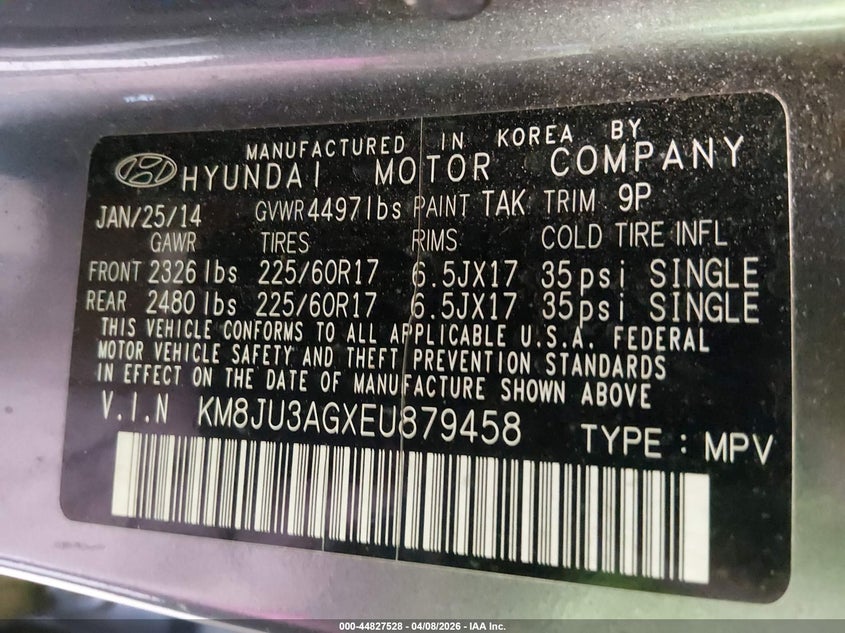 MANUFACTURED IN KOREA BY
HYUNDAI MOTOR COMPANY
JAN/25/14 GVWR 4497lbs PAINT TAK TRIM 9P
GAWR TIRES RIMS COLD TIRE INFL
FRONT 2326 lbs 225/60R17 6.5JX17 35psi SINGLE
REAR 2480 lbs 225/60R17 6.5JX17 35psi SINGLE
THIS VEHICLE CONFORMS TO ALL APPLICABLE U.S.A. FEDERAL
MOTOR VEHICLE SAFETY AND THEFT PREVENTION STANDARDS
IN EFFECT ON THE DATE OF MANUFACTURE SHOWN ABOVE
V.I.N KM8JU3AGXEU879458 TYPE : MPV
000-44827528 - 04/08/2026 - IAA Inc.